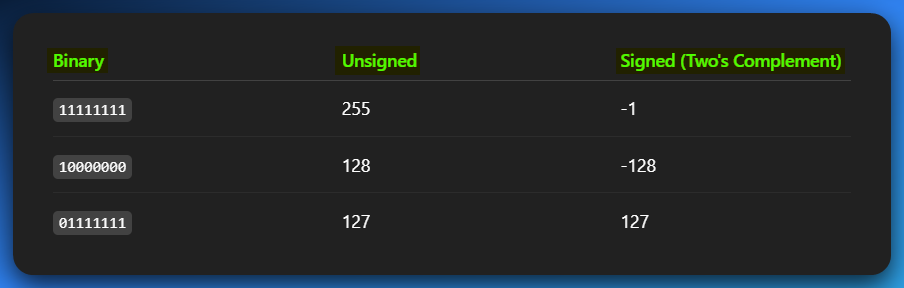 Binary Unsigned Signed (Two's Complement)
11111111 255 -1
10000000 128 -128
01111111 127 127